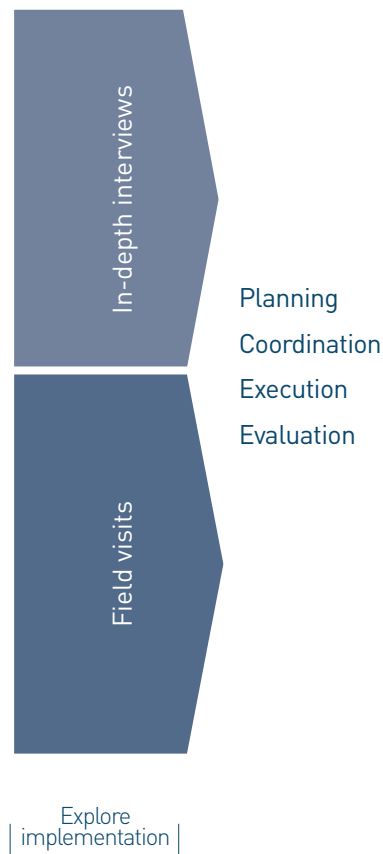 In-depth interviews
Planning
Coordination
Execution
Evaluation
Field visits
Explore
implementation